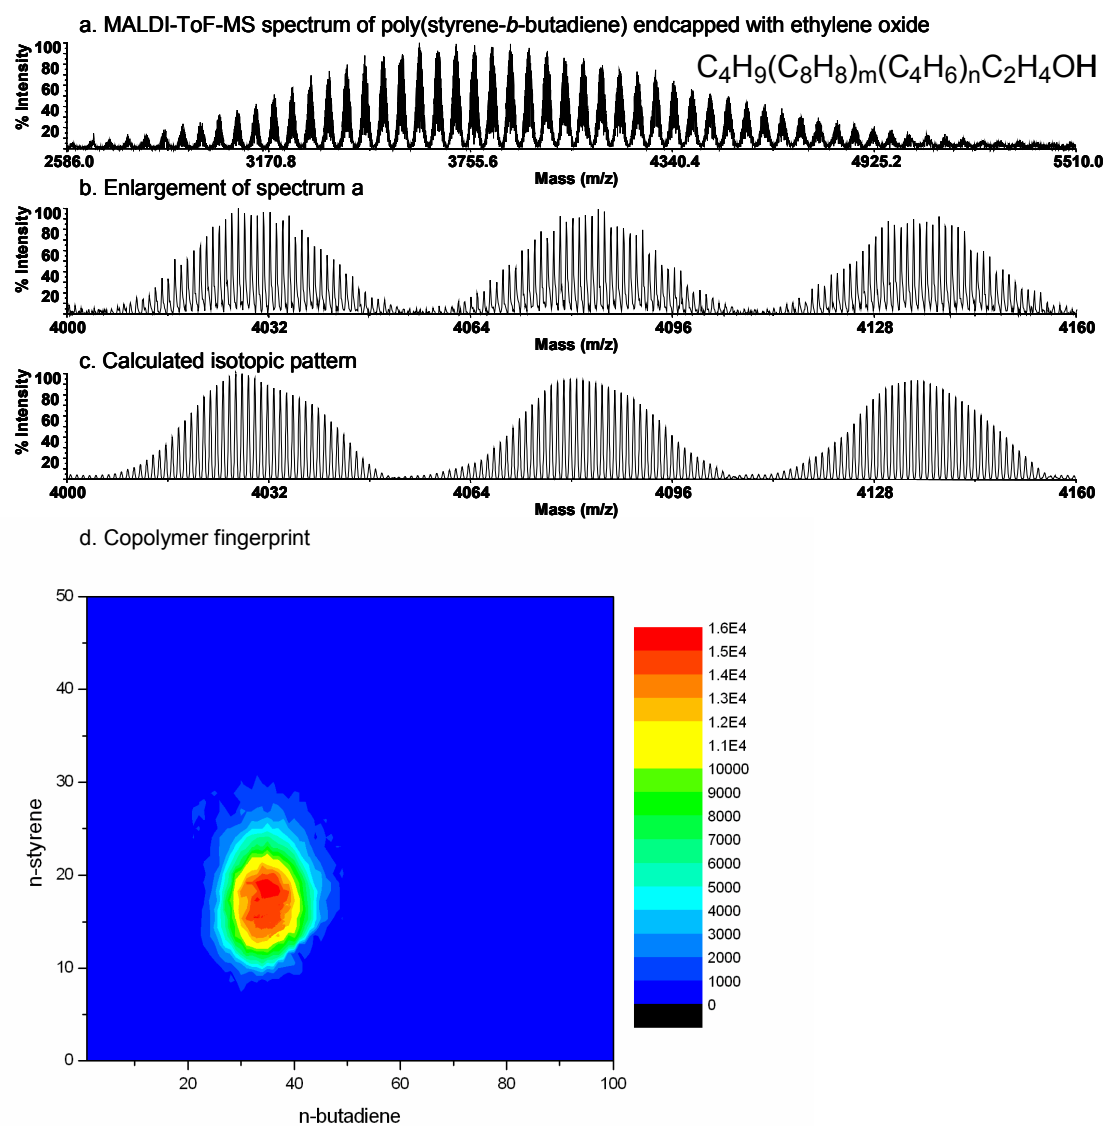 a. MALDI-ToF-MS spectrum of poly(styrene-b-butadiene) endcapped with ethylene oxide
C4H9(C8H8)m(C4H6)nC2H4OH
% Intensity
100
80
60
40
20
2586.0 3170.8 3755.6 4340.4 4925.2 5510.0
Mass (m/z)
b. Enlargement of spectrum a
% Intensity
100
80
60
40
20
4000 4032 4064 4096 4128 4160
Mass (m/z)
c. Calculated isotopic pattern
% Intensity
100
80
60
40
20
4000 4032 4064 4096 4128 4160
Mass (m/z)
d. Copolymer fingerprint
n-styrene
50
40
30
20
10
0
20 40 60 80 100
n-butadiene
1.6E4
1.5E4
1.4E4
1.3E4
1.2E4
1.1E4
10000
9000
8000
7000
6000
5000
4000
3000
2000
1000
0